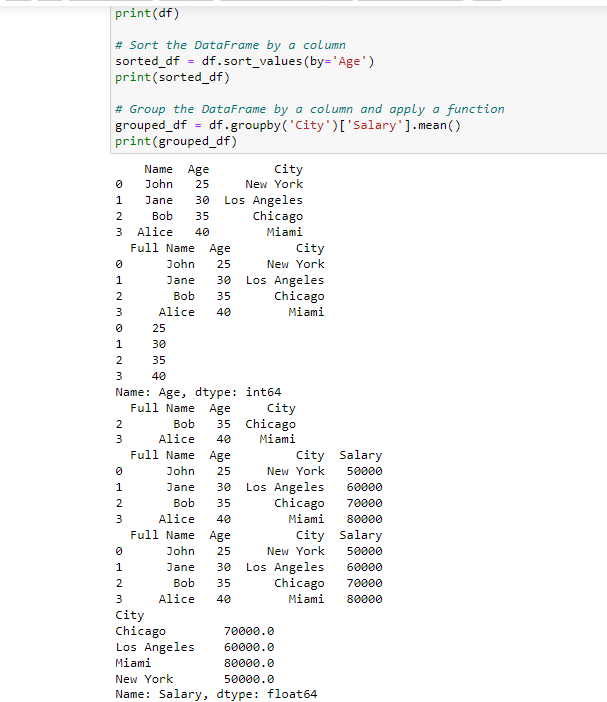 print(df)
# Sort the DataFrame by a column
sorted_df = df.sort_values(by='Age')
print(sorted_df)
# Group the DataFrame by a column and apply a function
grouped_df = df.groupby('City')['Salary'].mean()
print(grouped_df)
    Name  Age         City
0   John   25     New York
1   Jane   30  Los Angeles
2    Bob   35      Chicago
3  Alice   40        Miami
  Full Name  Age         City
0      John   25     New York
1      Jane   30  Los Angeles
2       Bob   35      Chicago
3     Alice   40        Miami
0    25
1    30
2    35
3    40
Name: Age, dtype: int64
  Full Name  Age     City
2       Bob   35  Chicago
3     Alice   40    Miami
  Full Name  Age         City  Salary
0      John   25     New York   50000
1      Jane   30  Los Angeles   60000
2       Bob   35      Chicago   70000
3     Alice   40        Miami   80000
  Full Name  Age         City  Salary
0      John   25     New York   50000
1      Jane   30  Los Angeles   60000
2       Bob   35      Chicago   70000
3     Alice   40        Miami   80000
City
Chicago        70000.0
Los Angeles    60000.0
Miami          80000.0
New York       50000.0
Name: Salary, dtype: float64